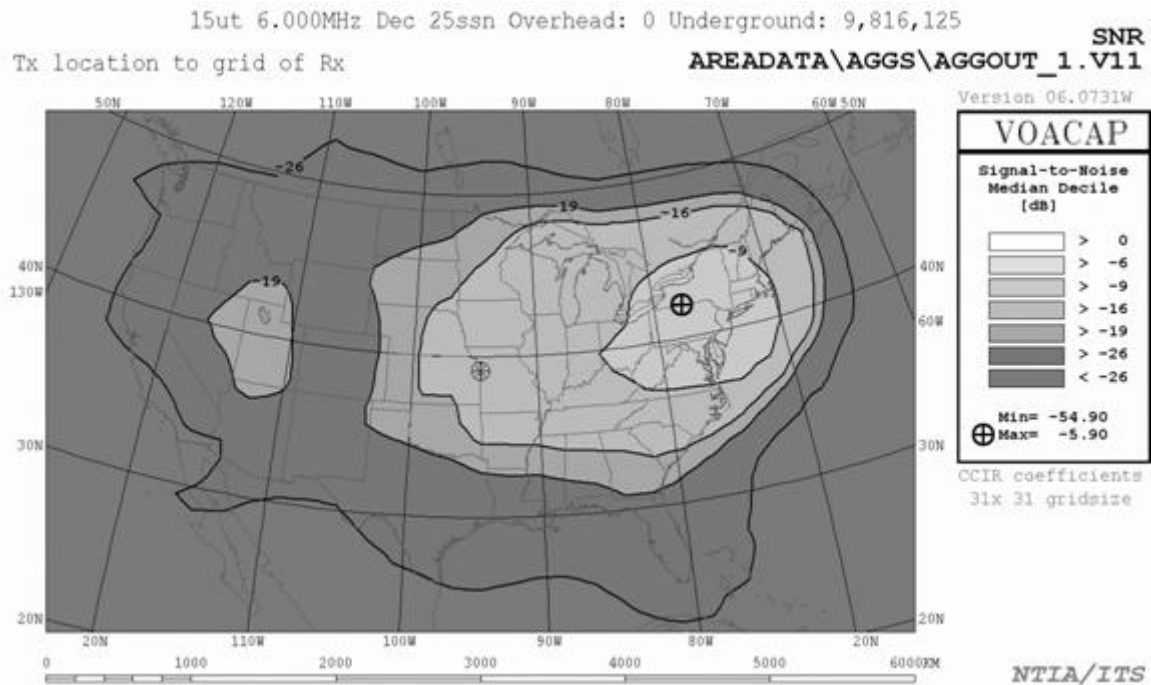 15ut 6.000MHz Dec 25ssn Overhead: 0 Underground: 9,816,125
SNR
Tx location to grid of Rx
AREADATA\AGGS\AGGOUT_1.V11
Version 06.0731W
50N 120W 110W 100W 90W 80W 70W 60W 50N
-26
-19
-16
-9
-19
40N
130W
30N
20N
40N
60W
30N
20N
20N 110W 100W 90W 80W 20N
0 1000 2000 3000 4000 5000 6000KM
VOACAP
Signal-to-Noise
Median Decile
[dB]
> 0
> -6
> -9
> -16
> -19
> -26
< -26
Min= -54.90
Max= -5.90
CCIR coefficients
31x 31 gridsize
NTIA/ITS